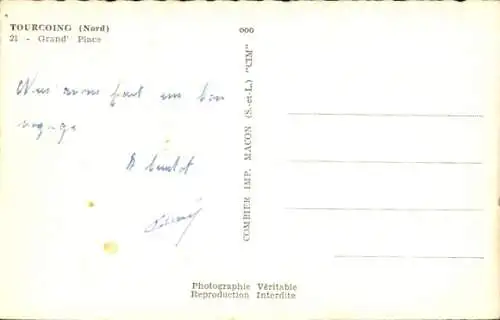 TOURCOING (Nord)
21 - Grand' Place
Nous avons fait un bon
voyage
A bientot
COMBIER IMP. MACON (S.-et-L.) "CIM"
Photographie Véritable
Reproduction Interdite